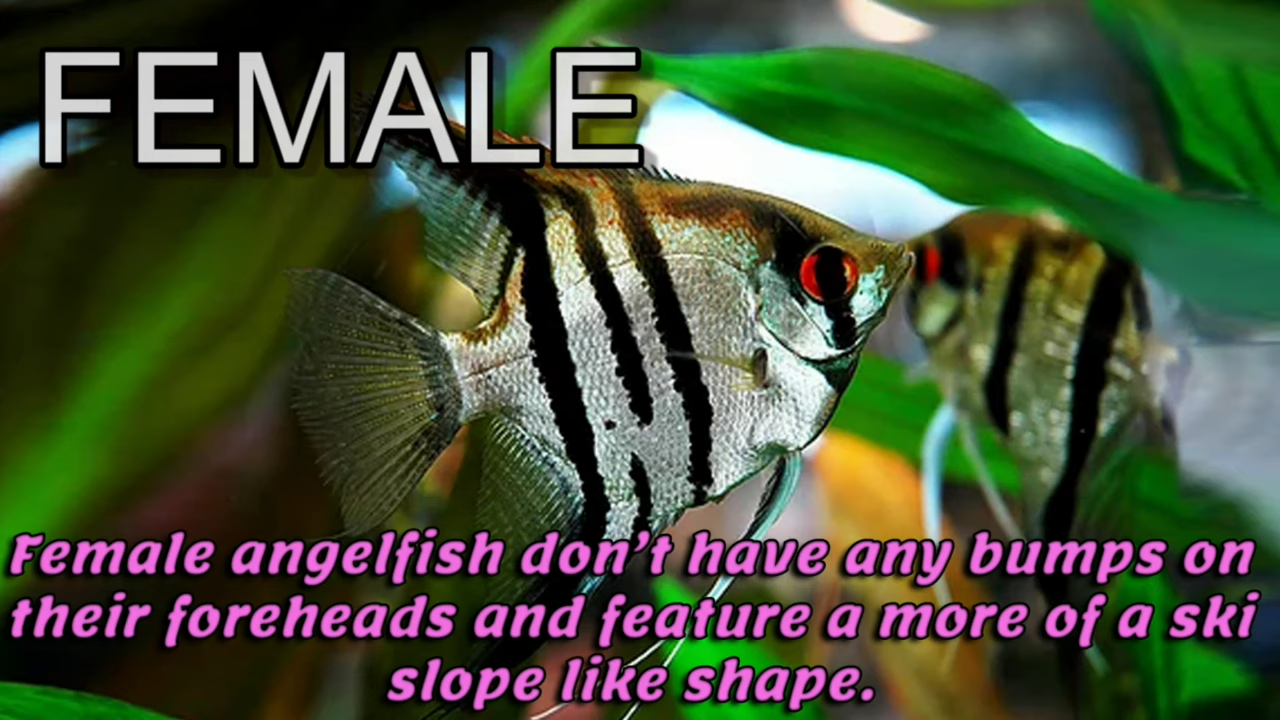 FEMALE
Female angelfish don't have any bumps on
their foreheads and feature a more of a ski
slope like shape.